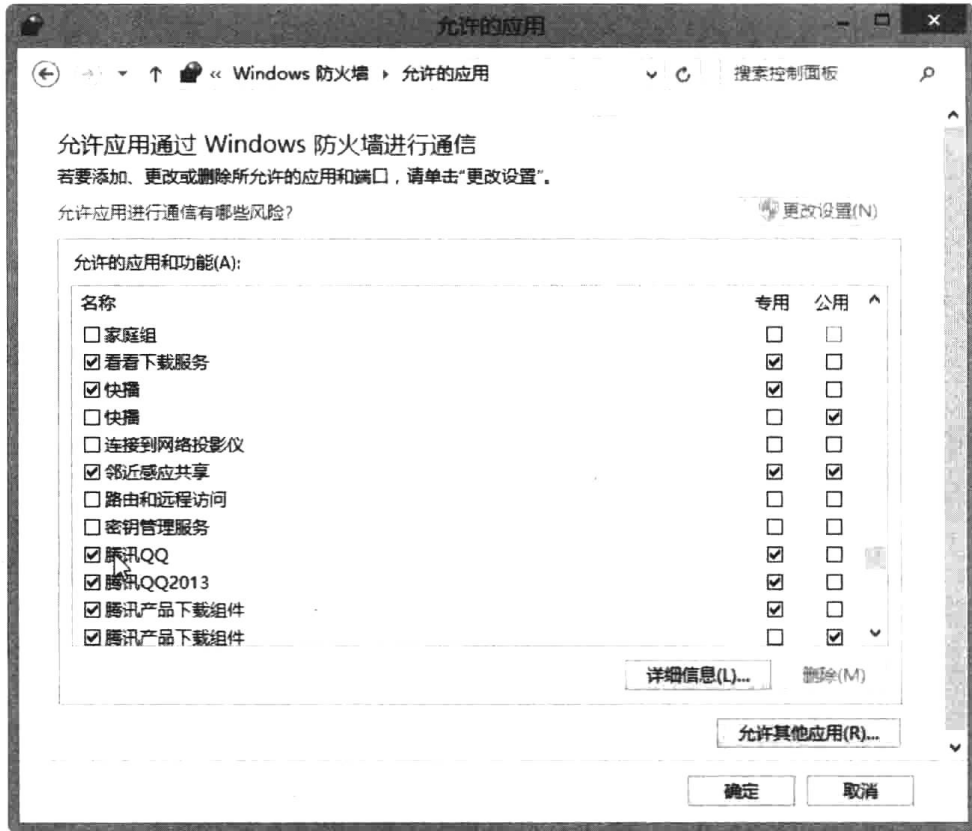 允许的应用
« Windows 防火墙 ▸ 允许的应用 搜索控制面板
允许应用通过 Windows 防火墙进行通信
若要添加、更改或删除所允许的应用和端口，请单击“更改设置”。
允许应用进行通信有哪些风险?
更改设置(N)
允许的应用和功能(A):
名称 专用 公用
家庭组
看看下载服务
快播
快播
连接到网络投影仪
邻近感应共享
路由和远程访问
密钥管理服务
腾讯QQ
腾讯QQ2013
腾讯产品下载组件
腾讯产品下载组件
详细信息(L)... 删除(M)
允许其他应用(R)...
确定 取消